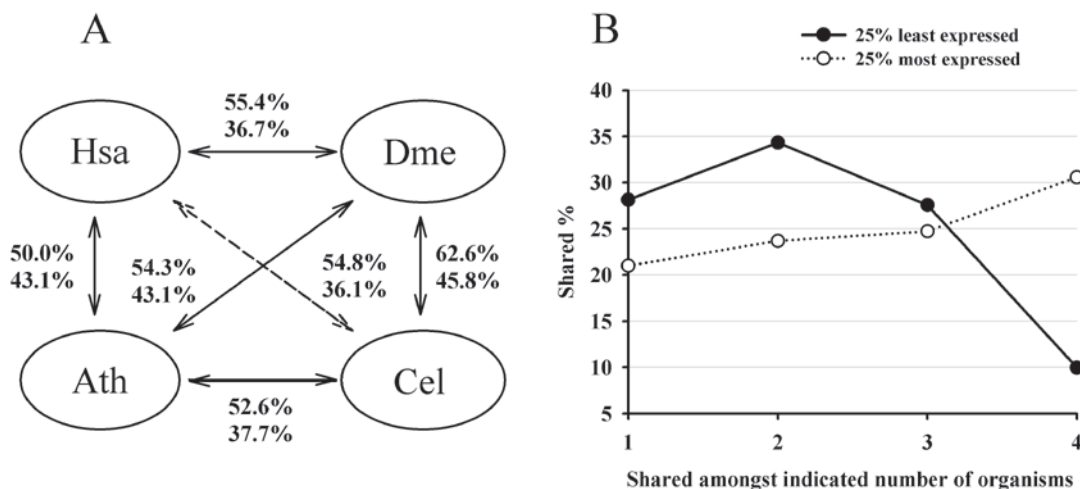 A
55.4%
36.7%
Hsa
Dme
50.0%
43.1%
54.3%
43.1%
54.8%
36.1%
62.6%
45.8%
Ath
Cel
52.6%
37.7%
B
25% least expressed
25% most expressed
40
35
30
25
20
15
10
5
Shared %
1 2 3 4
Shared amongst indicated number of organisms